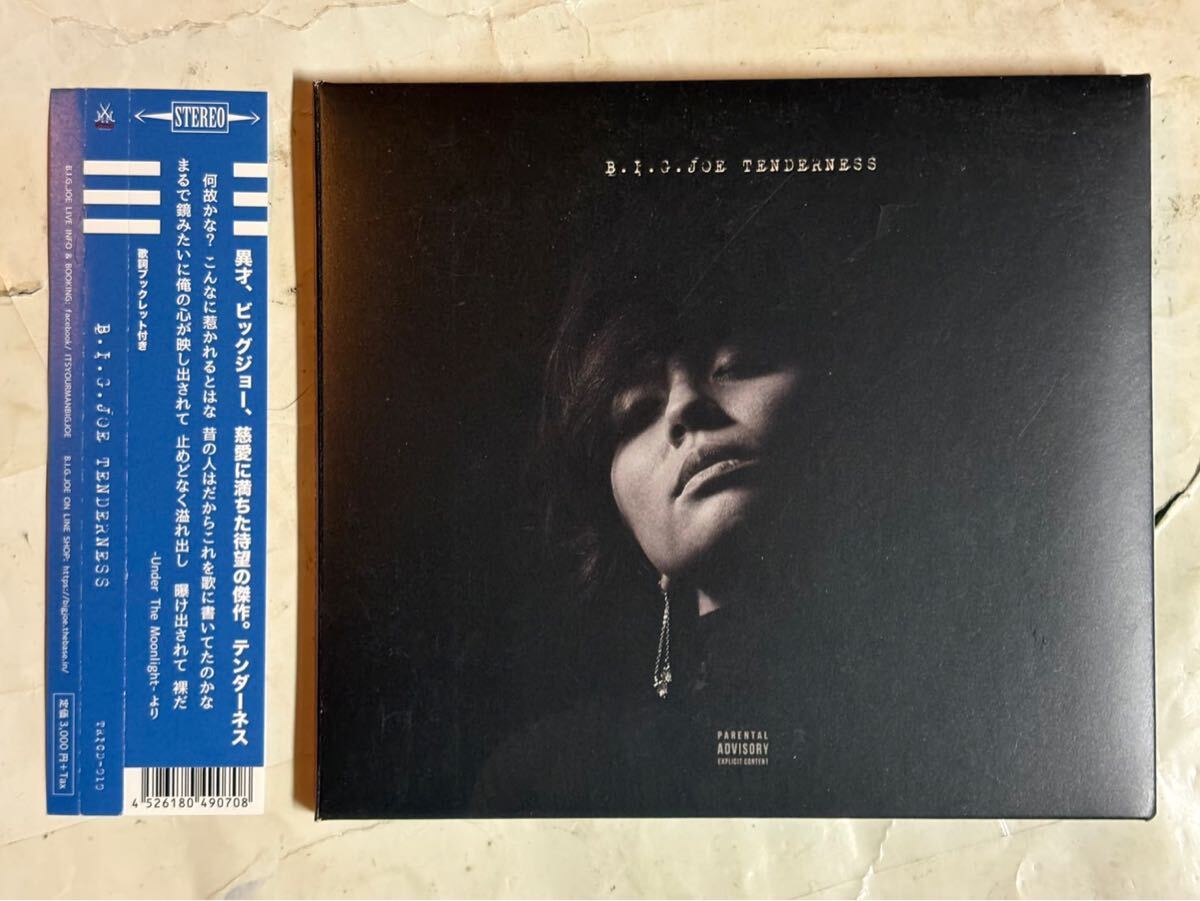 STEREO
異才、ビッグジョー、慈愛に満ちた待望の傑作。テンダーネス
何故かな? こんなに惹かれるとはな 昔の人はだからこれを歌に書いてたのかな
まるで鏡みたいに俺の心が映し出されて 止めどなく溢れ出し 曝け出されて 裸だ
-Under The Moonlight- より
歌詞ブックレット付き
4 526180 490708
B.I.G.JOE TENDERNESS
B.I.G.JOE LIVE INFO & BOOKING: facebook/ ITSYOURMANBIGJOE B.I.G.JOE ON LINE SHOP: https://bigjoe.thebase.in/
定価 3,000 円+Tax
B.I.G.JOE TENDERNESS
PARENTAL
ADVISORY
EXPLICIT CONTENT